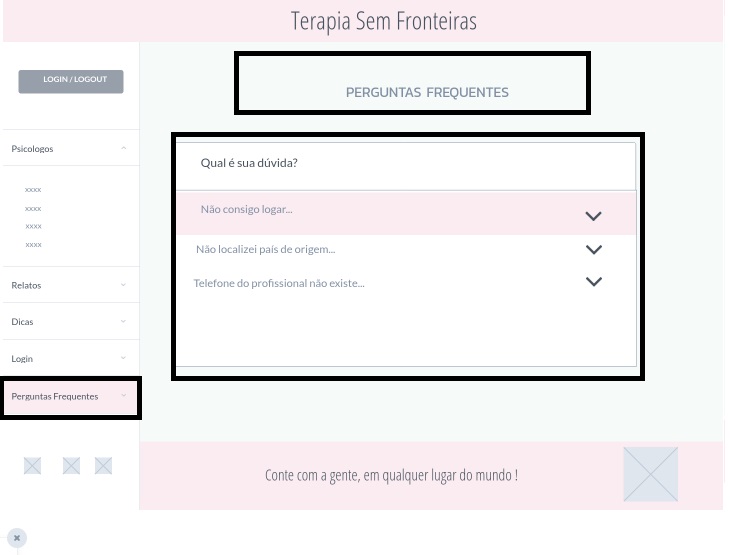 Terapia Sem Fronteiras
LOGIN / LOGOUT
PERGUNTAS FREQUENTES
Psicologos
xxxx
xxxx
xxxx
xxxx
Relatos
Dicas
Login
Perguntas Frequentes
Qual é sua dúvida?
Não consigo logar...
Não localizei país de origem...
Telefone do profissional não existe...
Conte com a gente, em qualquer lugar do mundo !